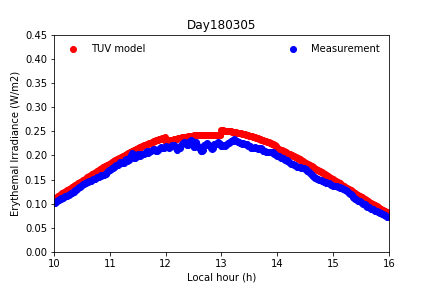 Day180305
TUV model
Measurement
Erythemal Irradiance (W/m2)
0.45
0.40
0.35
0.30
0.25
0.20
0.15
0.10
0.05
0.00
10 11 12 13 14 15 16
Local hour (h)